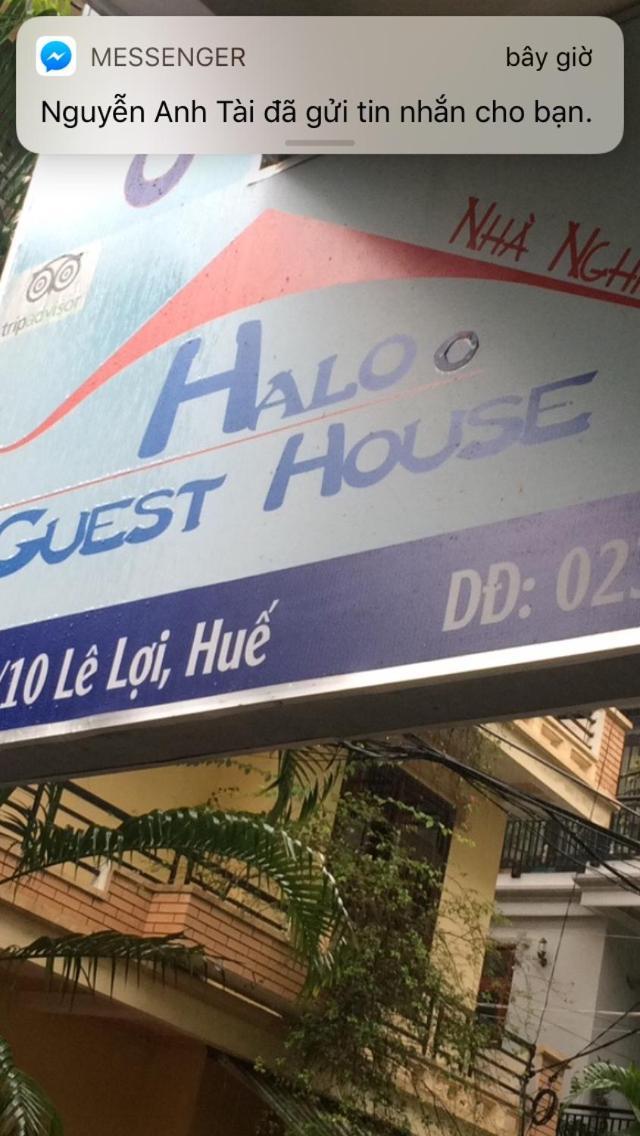 MESSENGER
bây giờ
Nguyễn Anh Tài đã gửi tin nhắn cho bạn.
tripadvisor
NHÀ NGH
HALO
GUEST HOUSE
/10 Lê Lợi, Huế
DĐ: 02